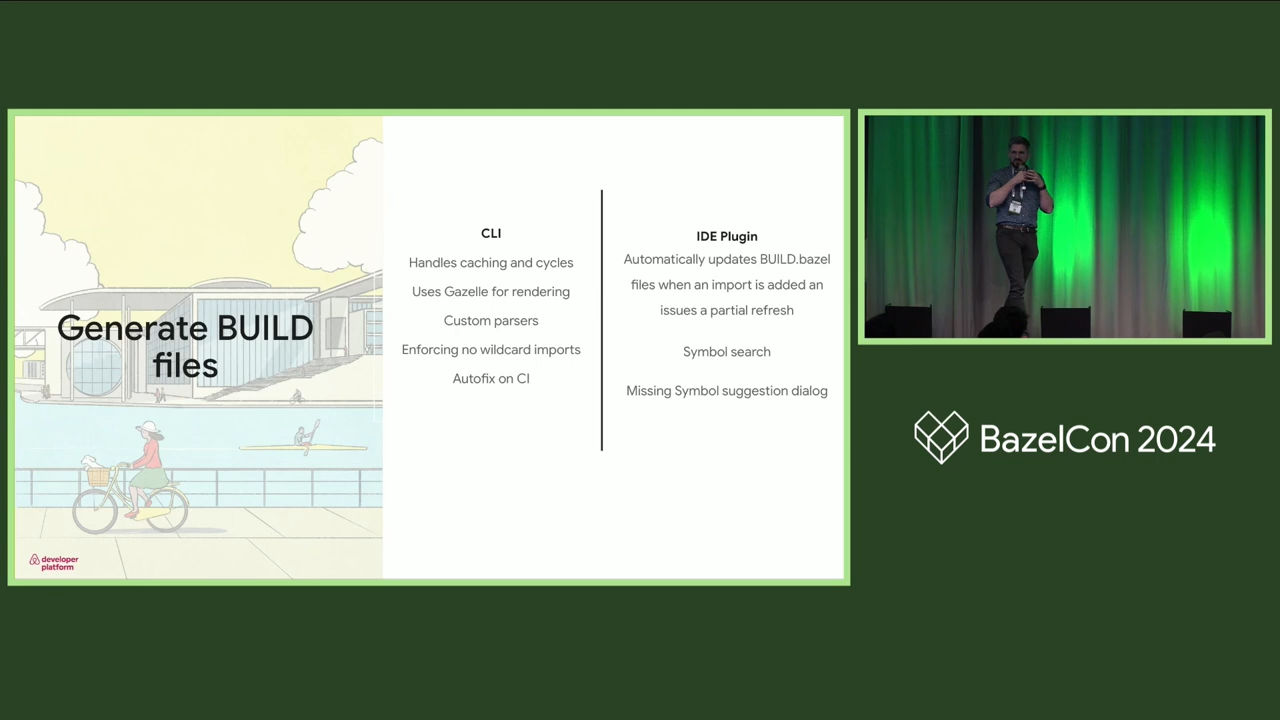 Generate BUILD
files
developer
platform
CLI
Handles caching and cycles
Uses Gazelle for rendering
Custom parsers
Enforcing no wildcard imports
Autofix on CI
IDE Plugin
Automatically updates BUILD.bazel
files when an import is added an
issues a partial refresh
Symbol search
Missing Symbol suggestion dialog
BazelCon 2024